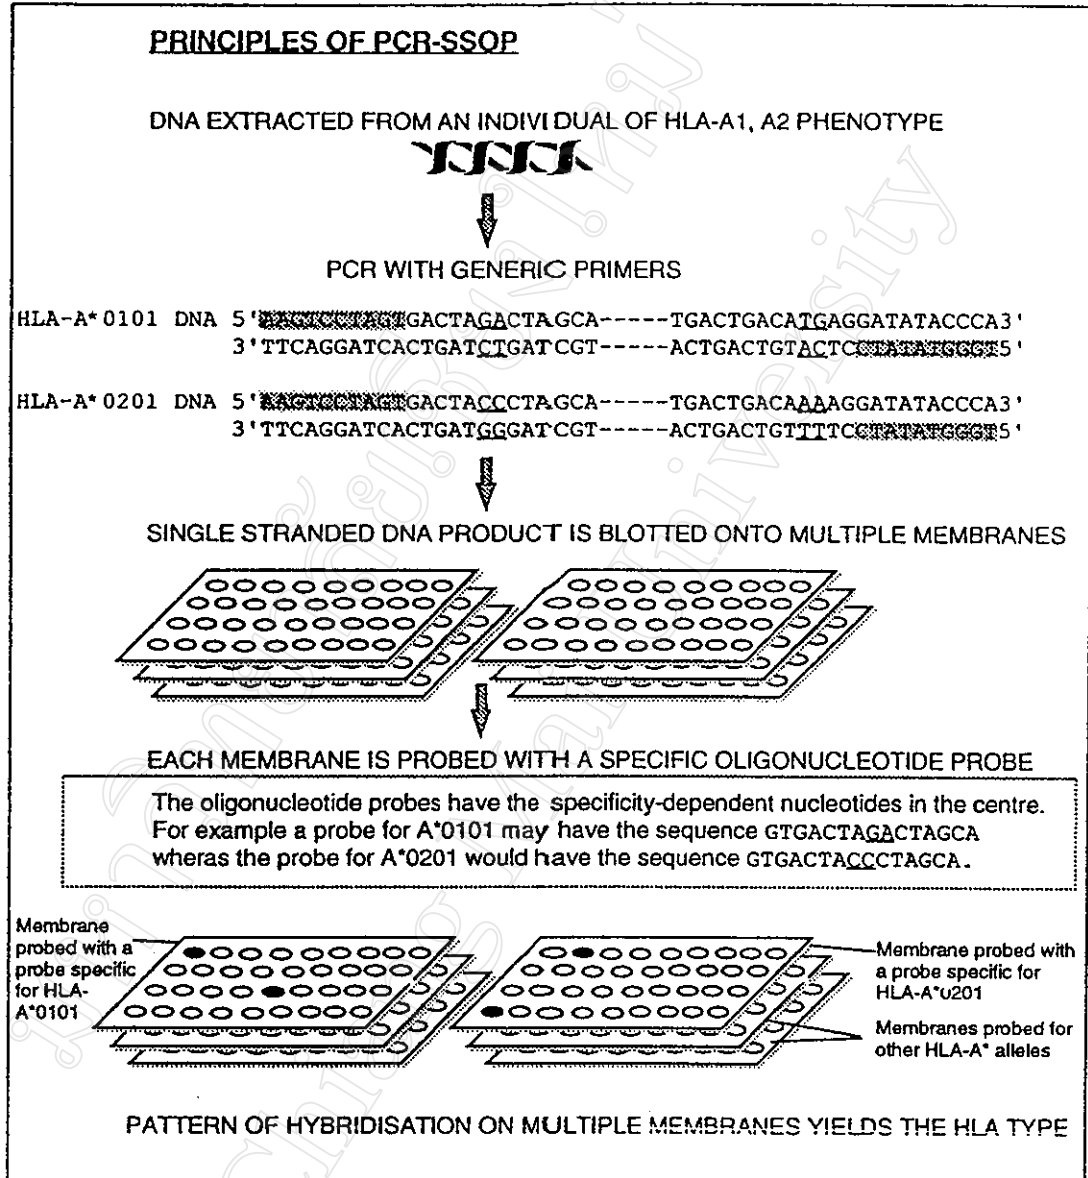 PRINCIPLES OF PCR-SSOP
DNA EXTRACTED FROM AN INDIVIDUAL OF HLA-A1, A2 PHENOTYPE
PCR WITH GENERIC PRIMERS
HLA-A*0101 DNA 5'AAGTCCTAGTGACTAGACTAGCA-----TGACTGACATGAGGATATACCCA3'
3'TTCAGGATCACTGATCTGATCGT-----ACTGACTGTACTCCTATATGGGT5'
HLA-A*0201 DNA 5'AAGTCCTAGTGACTACCCTAGCA-----TGACTGACAAAAGGATATACCCA3'
3'TTCAGGATCACTGATGGGATCGT-----ACTGACTGTTTTCCTATATGGGT5'
SINGLE STRANDED DNA PRODUCT IS BLOTTED ONTO MULTIPLE MEMBRANES
EACH MEMBRANE IS PROBED WITH A SPECIFIC OLIGONUCLEOTIDE PROBE
The oligonucleotide probes have the specificity-dependent nucleotides in the centre.
For example a probe for A*0101 may have the sequence GTGACTAGACTAGCA
wheras the probe for A*0201 would have the sequence GTGACTACCCTAGCA.
Membrane
probed with a
probe specific
for HLA-
A*0101
Membrane probed with
a probe specific for
HLA-A*0201
Membranes probed for
other HLA-A* alleles
PATTERN OF HYBRIDISATION ON MULTIPLE MEMBRANES YIELDS THE HLA TYPE
Chiang Mai University